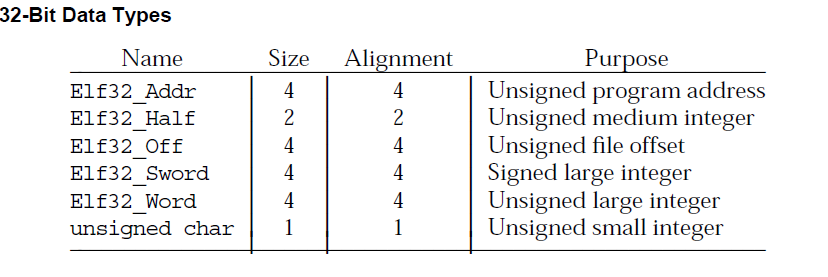 32-Bit Data Types
Name Size Alignment Purpose
Elf32_Addr 4 4 Unsigned program address
Elf32_Half 2 2 Unsigned medium integer
Elf32_Off 4 4 Unsigned file offset
Elf32_Sword 4 4 Signed large integer
Elf32_Word 4 4 Unsigned large integer
unsigned char 1 1 Unsigned small integer